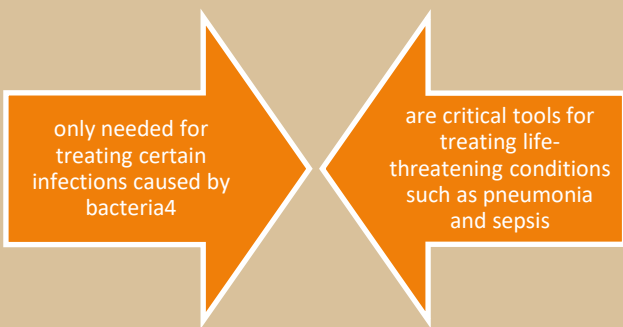 only needed for
treating certain
infections caused by
bacteria4
are critical tools for
treating life-
threatening conditions
such as pneumonia
and sepsis